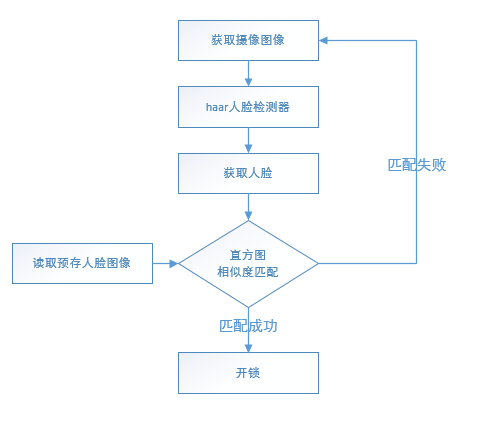 获取摄像图像
haar人脸检测器
获取人脸
匹配失败
直方图
相似度匹配
读取预存人脸图像
匹配成功
开锁